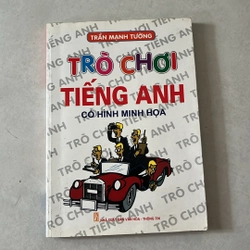 TRẦN MẠNH TƯỜNG
TRÒ CHƠI
TIẾNG ANH
CÓ HÌNH MINH HỌA